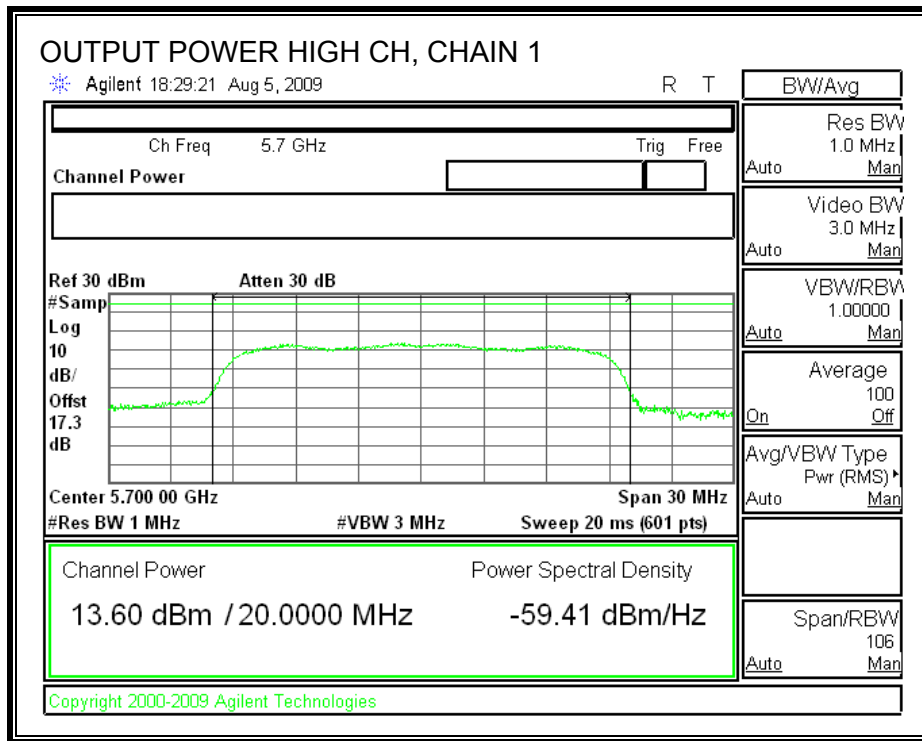 OUTPUT POWER HIGH CH, CHAIN 1
Agilent 18:29:21 Aug 5, 2009 R T
Ch Freq 5.7 GHz Trig Free
Channel Power
Ref 30 dBm Atten 30 dB
#Samp
Log
10
dB/
Offst
17.3
dB
Center 5.700 00 GHz Span 30 MHz
#Res BW 1 MHz #VBW 3 MHz Sweep 20 ms (601 pts)
Channel Power Power Spectral Density
13.60 dBm / 20.0000 MHz -59.41 dBm/Hz
Copyright 2000-2009 Agilent Technologies
BW/Avg
Res BW
1.0 MHz
Auto Man
Video BW
3.0 MHz
Auto Man
VBW/RBW
1.00000
Auto Man
Average
100
On Off
Avg/VBW Type
Pwr (RMS)
Auto Man
Span/RBW
106
Auto Man